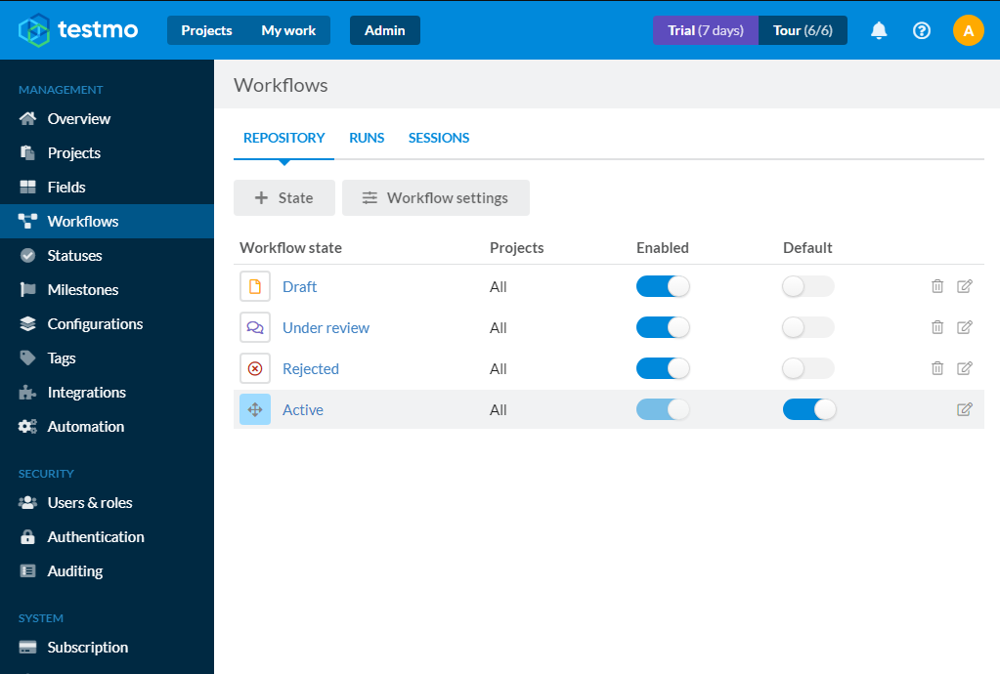 testmo Projects My work Admin Trial (7 days) Tour (6/6) A
MANAGEMENT
Overview
Projects
Fields
Workflows
Statuses
Milestones
Configurations
Tags
Integrations
Automation
SECURITY
Users & roles
Authentication
Auditing
SYSTEM
Subscription
Workflows
REPOSITORY RUNS SESSIONS
State Workflow settings
Workflow state Projects Enabled Default
Draft All
Under review All
Rejected All
Active All